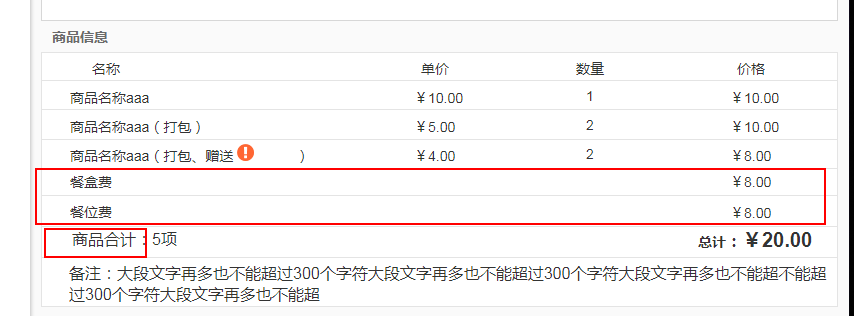 商品信息
名称 单价 数量 价格
商品名称aaa ￥10.00 1 ￥10.00
商品名称aaa（打包） ￥5.00 2 ￥10.00
商品名称aaa（打包、赠送 ） ￥4.00 2 ￥8.00
餐盒费 ￥8.00
餐位费 ￥8.00
商品合计：5项 总计：￥20.00
备注：大段文字再多也不能超过300个字符大段文字再多也不能超过300个字符大段文字再多也不能超不能超
过300个字符大段文字再多也不能超